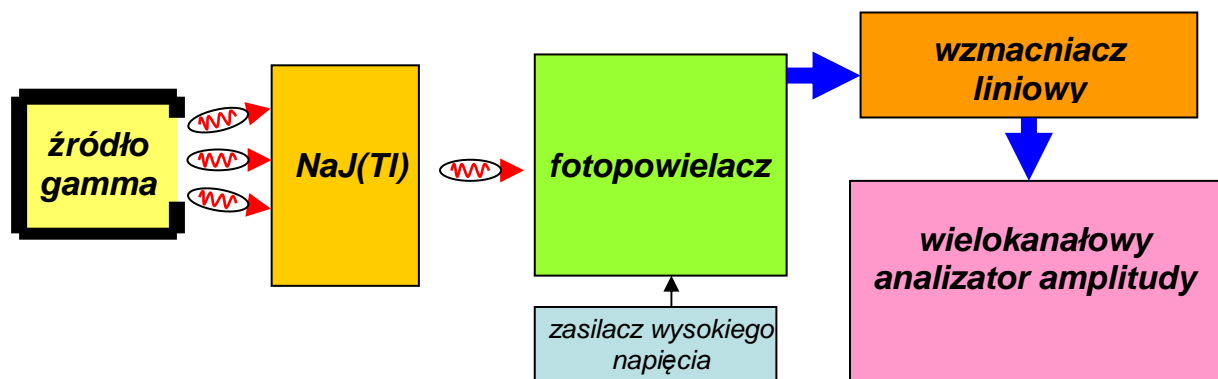 źródło
gamma
NaJ(Tl)
fotopowielacz
wzmacniacz
liniowy
wielokanałowy
analizator amplitudy
zasilacz wysokiego
napięcia